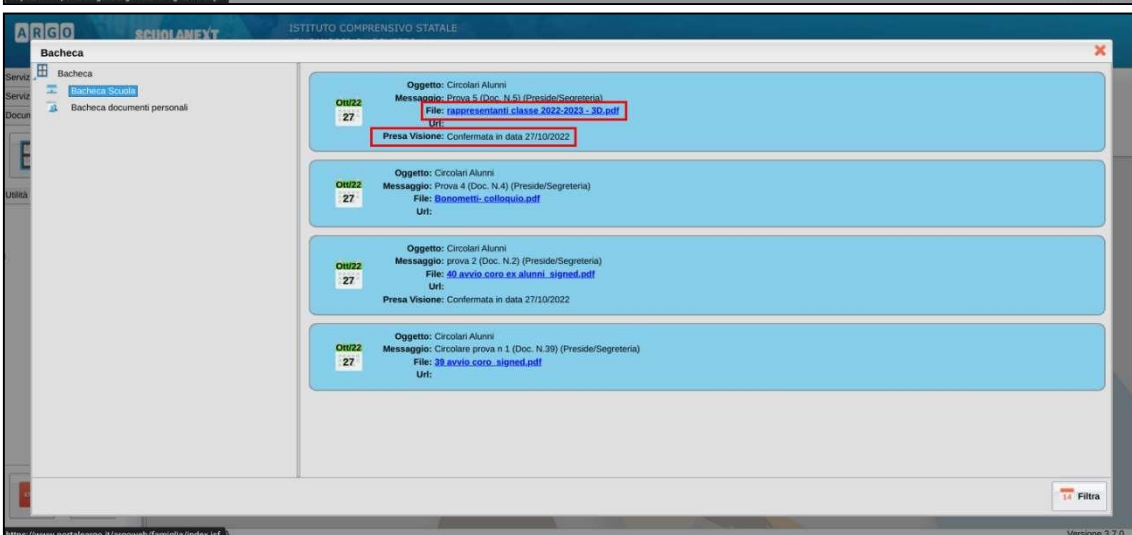 ARGO
SCUOLANEXT
ISTITUTO COMPRENSIVO STATALE
Bacheca
Serviz
Serviz
Docum
Utilità
Bacheca
Bacheca Scuola
Bacheca documenti personali
Oggetto: Circolari Alunni
Ott/22
27
Messaggio: Prova 5 (Doc. N.5) (Preside/Segreteria)
File: rappresentanti classe 2022-2023 - 3D.pdf
Url:
Presa Visione: Confermata in data 27/10/2022
Oggetto: Circolari Alunni
Ott/22
27
Messaggio: Prova 4 (Doc. N.4) (Preside/Segreteria)
File: Bonometti- colloquio.pdf
Url:
Oggetto: Circolari Alunni
Ott/22
27
Messaggio: prova 2 (Doc. N.2) (Preside/Segreteria)
File: 40 avvio coro ex alunni_signed.pdf
Url:
Presa Visione: Confermata in data 27/10/2022
Oggetto: Circolari Alunni
Ott/22
27
Messaggio: Circolare prova n 1 (Doc. N.39) (Preside/Segreteria)
File: 39 avvio coro_signed.pdf
Url:
14 Filtra
https://www.portaleargo.it/argoweb/famiglia/index.jsf
Versione 3.7.0